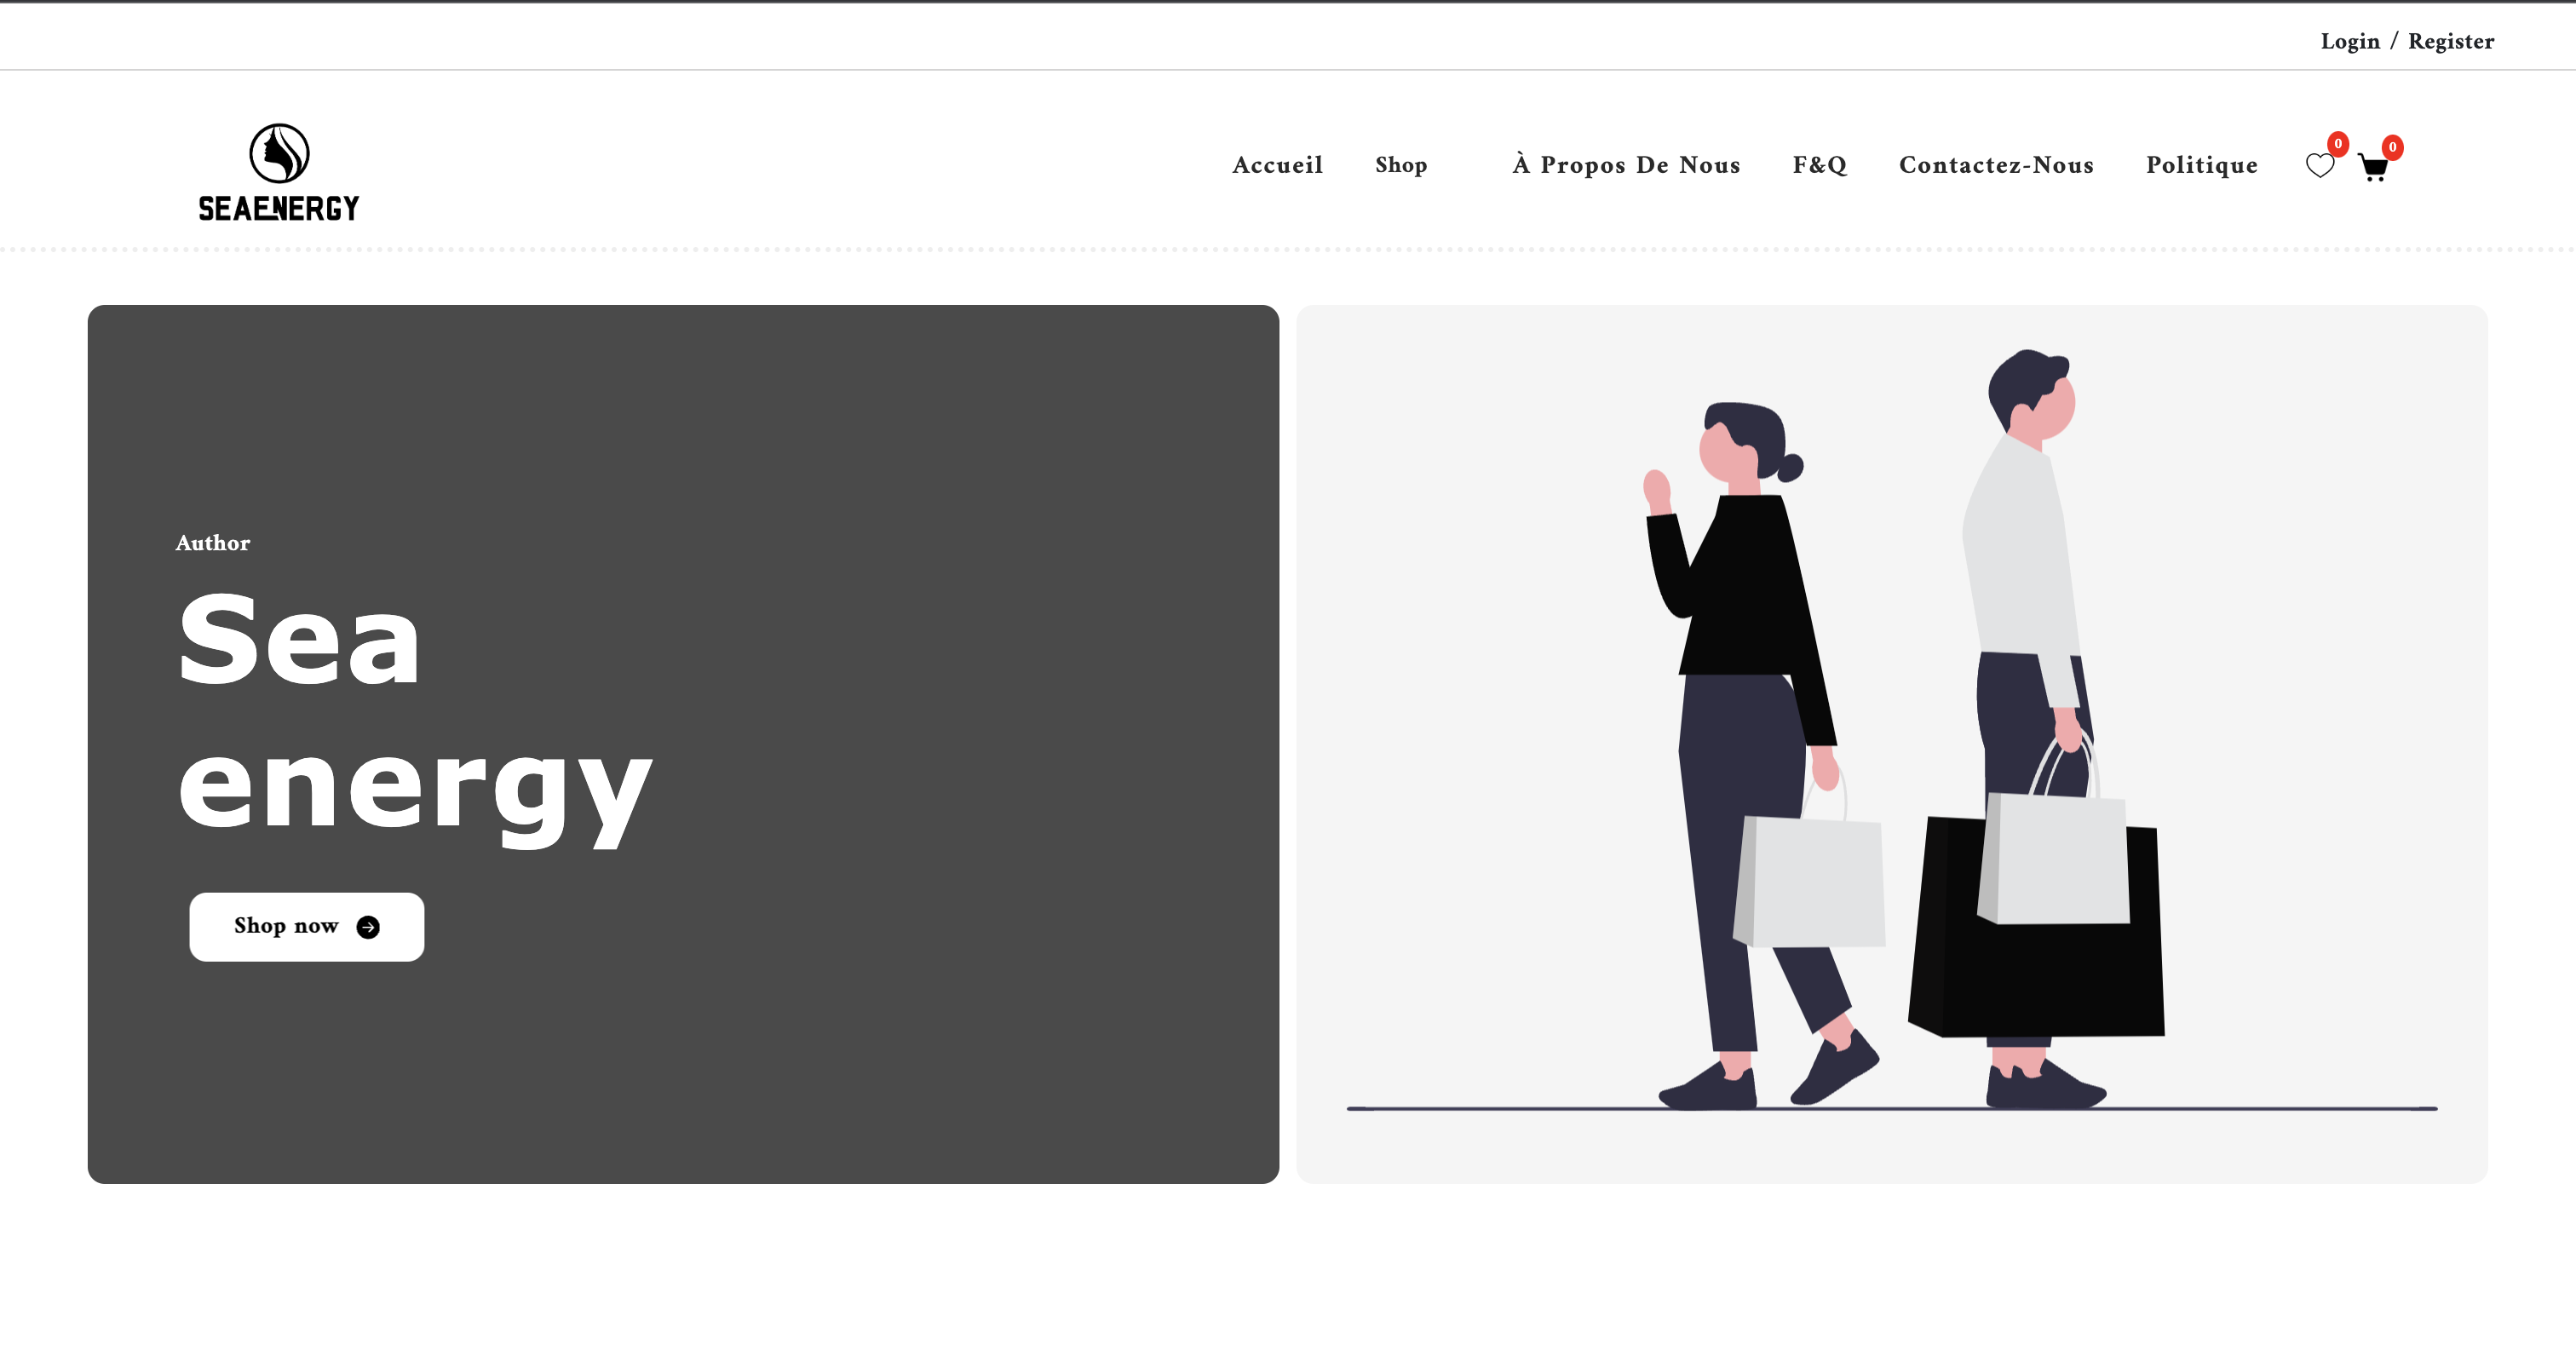 Login / Register
SEAENERGY
Accueil Shop À Propos De Nous F&Q Contactez-Nous Politique 0 0
Author
Sea
energy
Shop now